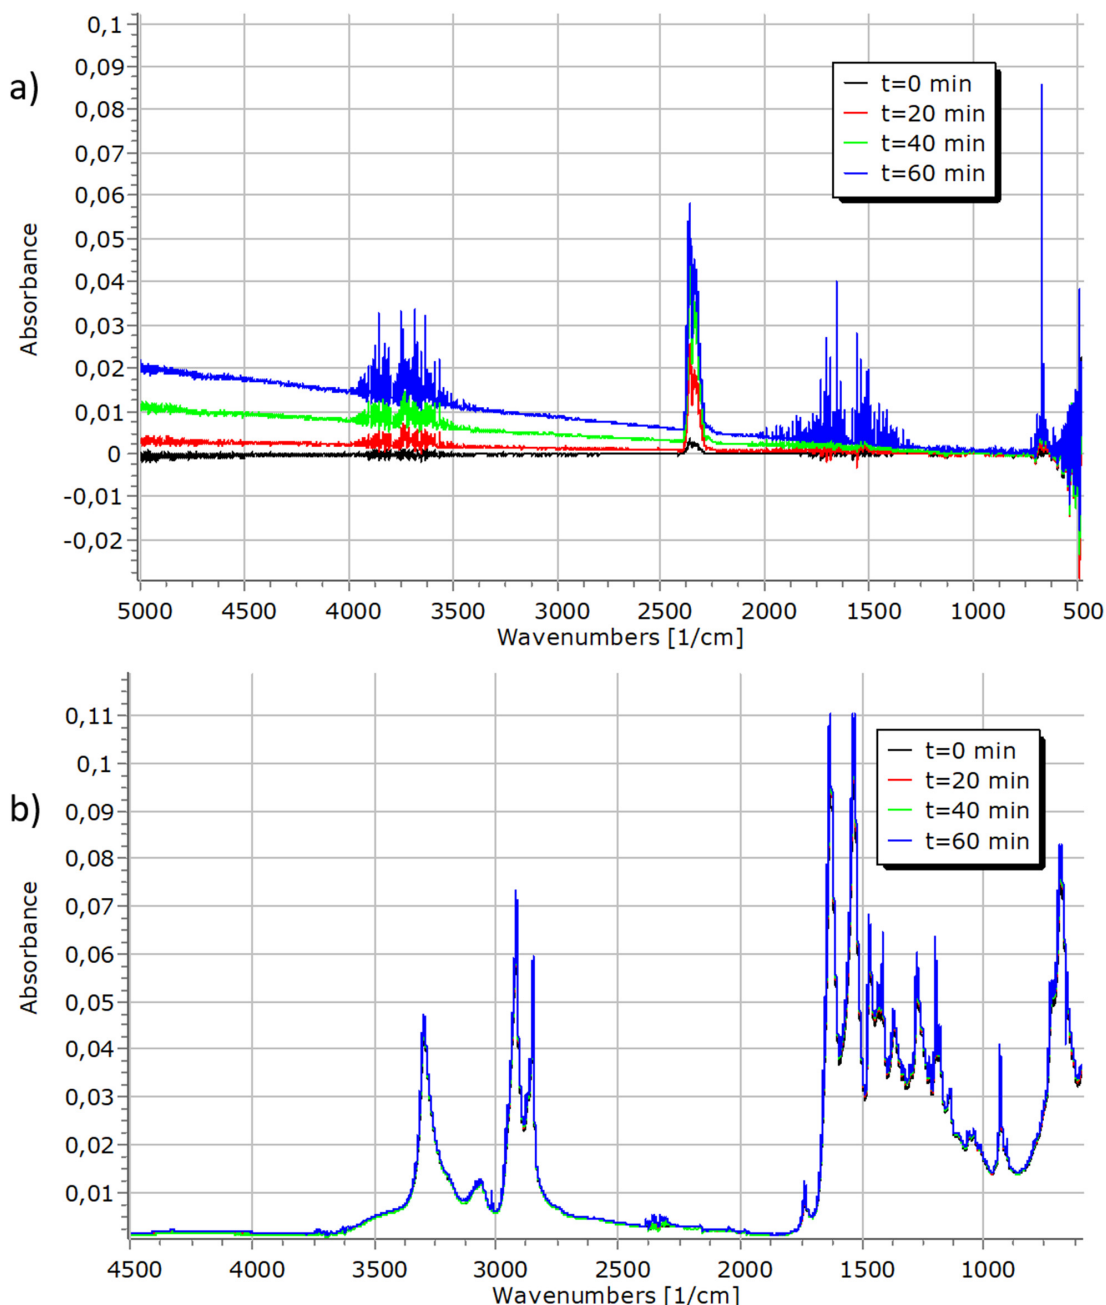 a)
Absorbance
0,1
0,09
0,08
0,07
0,06
0,05
0,04
0,03
0,02
0,01
0
-0,01
-0,02
t=0 min
t=20 min
t=40 min
t=60 min
5000 4000 3500 3000 2500 2000 1500 1000 500
Wavenumbers [1/cm]
b)
Absorbance
0,11
0,1
0,09
0,08
0,07
0,06
0,05
0,04
0,03
0,02
0,01
t=0 min
t=20 min
t=40 min
t=60 min
4500 4000 3500 3000 2500 2000 1500 1000
Wavenumbers [1/cm]